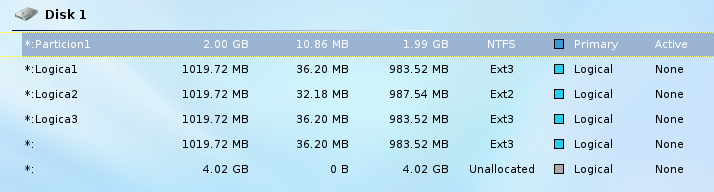 Disk 1
*:Particion1 2.00 GB 10.86 MB 1.99 GB NTFS Primary Active
*:Logica1 1019.72 MB 36.20 MB 983.52 MB Ext3 Logical None
*:Logica2 1019.72 MB 32.18 MB 987.54 MB Ext2 Logical None
*:Logica3 1019.72 MB 36.20 MB 983.52 MB Ext3 Logical None
*: 1019.72 MB 36.20 MB 983.52 MB Ext3 Logical None
*: 4.02 GB 0 B 4.02 GB Unallocated Logical None